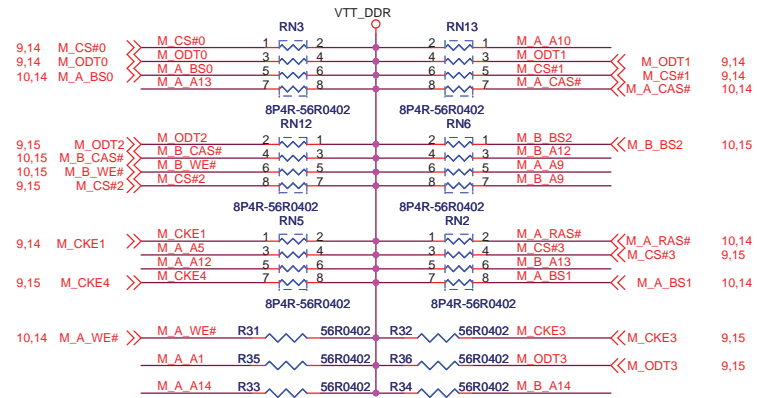 VTT_DDR
RN3 RN13
9,14 M_CS#0 M_CS#0 1 2 2 1 M_A_A10
9,14 M_ODT0 M_ODT0 3 4 4 3 M_ODT1 M_ODT1 9,14
10,14 M_A_BS0 M_A_BS0 5 6 6 5 M_CS#1 M_CS#1 9,14
M_A_A13 7 8 8 7 M_A_CAS# M_A_CAS# 10,14
8P4R-56R0402 8P4R-56R0402
RN12 RN6
9,15 M_ODT2 M_ODT2 2 1 2 1 M_B_BS2 M_B_BS2 10,15
10,15 M_B_CAS# M_B_CAS# 4 3 4 3 M_B_A12
10,15 M_B_WE# M_B_WE# 6 5 6 5 M_A_A9
9,15 M_CS#2 M_CS#2 8 7 8 7 M_B_A9
8P4R-56R0402 8P4R-56R0402
RN5 RN2
9,14 M_CKE1 M_CKE1 1 2 1 2 M_A_RAS# M_A_RAS# 10,14
M_A_A5 3 4 3 4 M_CS#3 M_CS#3 9,15
M_A_A12 5 6 5 6 M_B_A13
9,15 M_CKE4 M_CKE4 7 8 7 8 M_A_BS1 M_A_BS1 10,14
8P4R-56R0402 8P4R-56R0402
10,14 M_A_WE# M_A_WE# R31 56R0402 R32 56R0402 M_CKE3 M_CKE3 9,15
M_A_A1 R35 56R0402 R36 56R0402 M_ODT3 M_ODT3 9,15
M_A_A14 R33 56R0402 R34 56R0402 M_B_A14